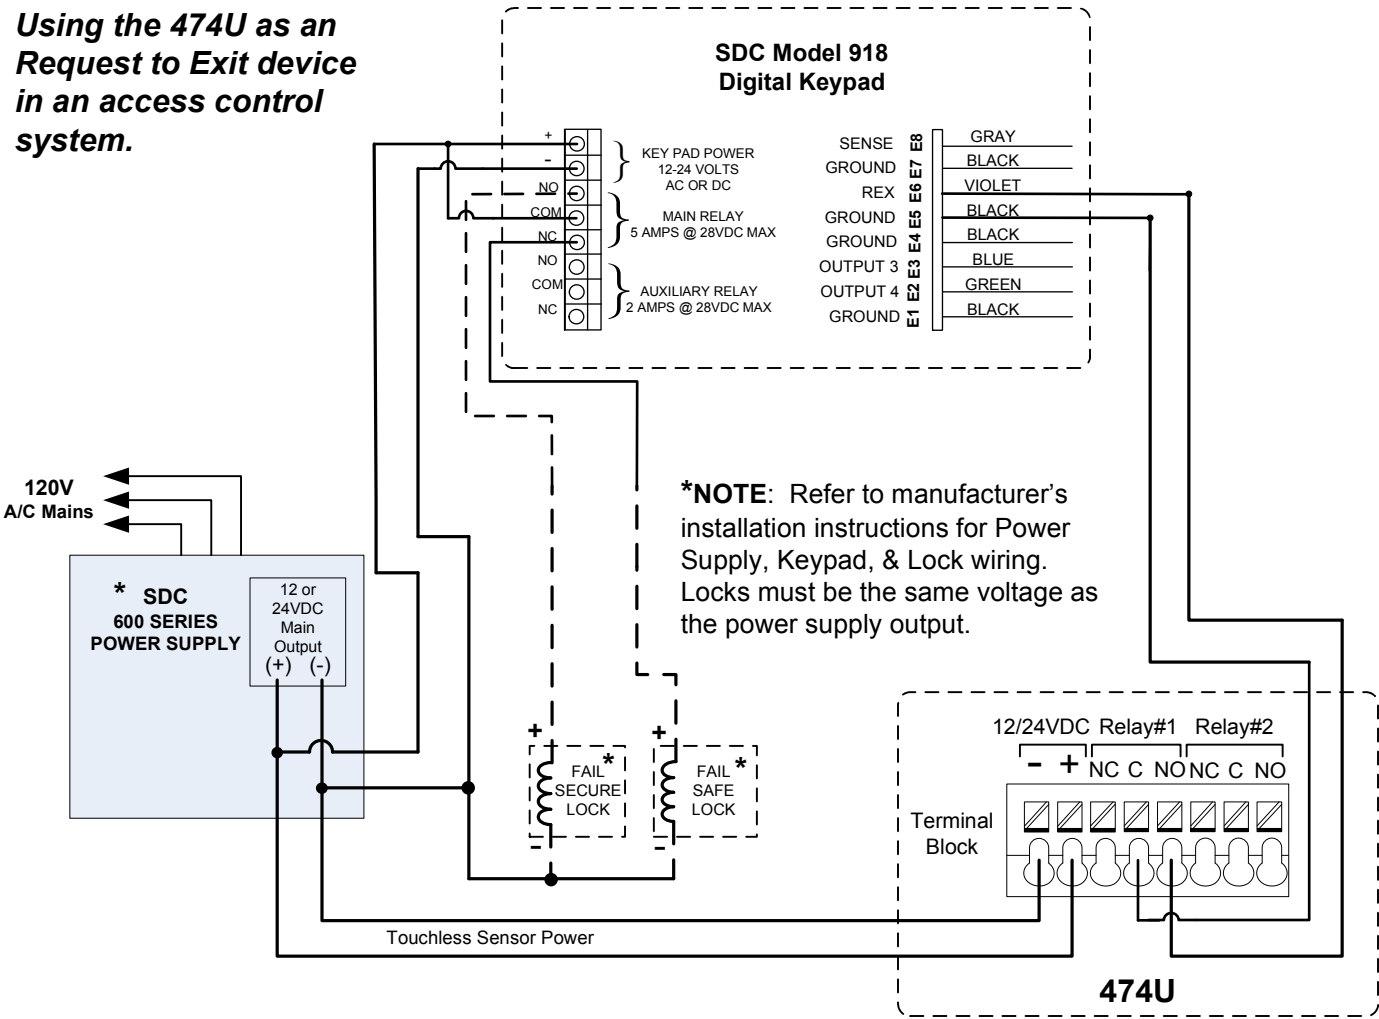 Using the 474U as an
Request to Exit device
in an access control
system.
SDC Model 918
Digital Keypad
+
-
NO
COM
NC
NO
COM
NC
KEY PAD POWER
12-24 VOLTS
AC OR DC
MAIN RELAY
5 AMPS @ 28VDC MAX
AUXILIARY RELAY
2 AMPS @ 28VDC MAX
SENSE E8 GRAY
GROUND E7 BLACK
REX E6 VIOLET
GROUND E5 BLACK
GROUND E4 BLACK
OUTPUT 3 E3 BLUE
OUTPUT 4 E2 GREEN
GROUND E1 BLACK
120V
A/C Mains
* SDC
600 SERIES
POWER SUPPLY
12 or
24VDC
Main
Output
(+) (-)
*NOTE: Refer to manufacturer's
installation instructions for Power
Supply, Keypad, & Lock wiring.
Locks must be the same voltage as
the power supply output.
+
FAIL *
SECURE
LOCK
-
+
FAIL *
SAFE
LOCK
-
12/24VDC Relay#1 Relay#2
- + NC C NO NC C NO
Terminal
Block
Touchless Sensor Power
474U